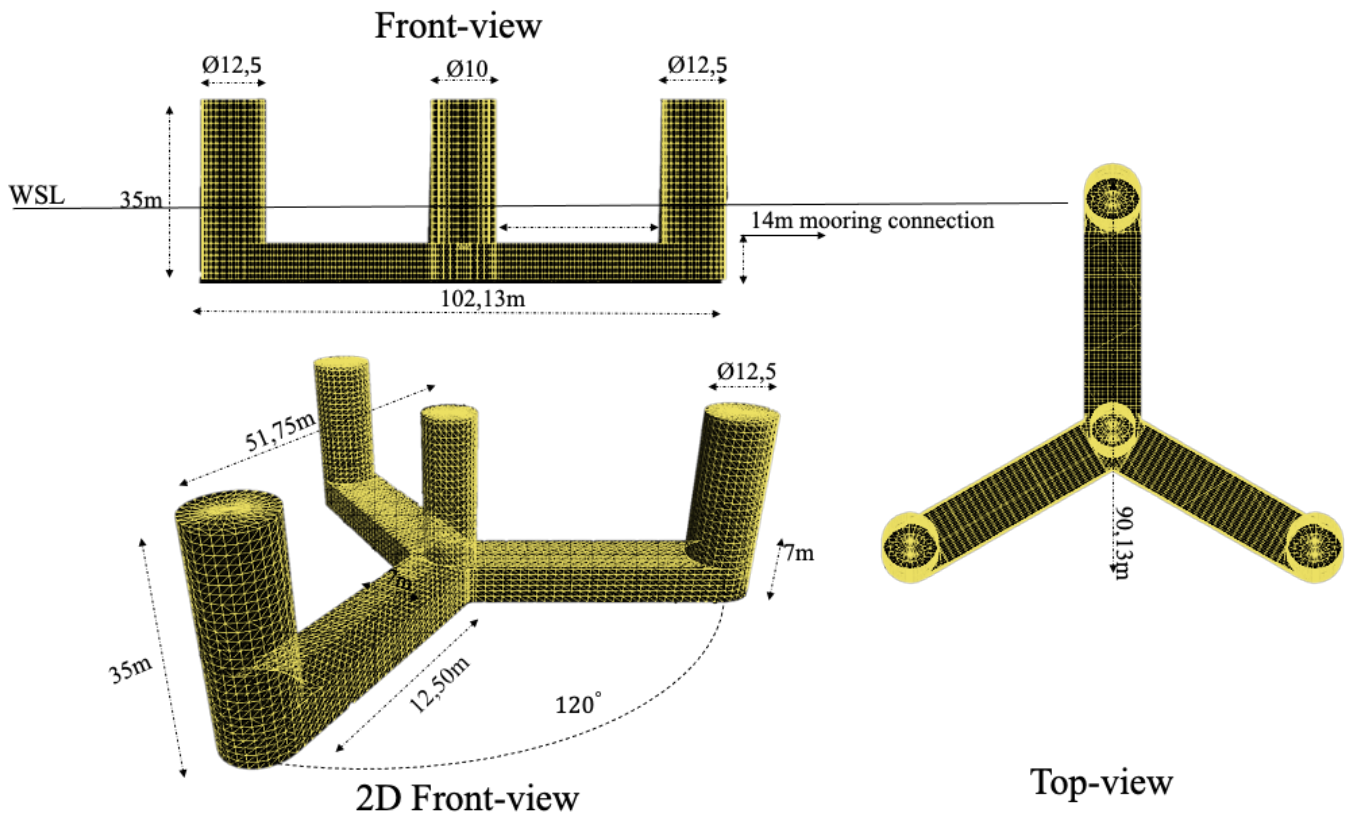 Front-view
Ø12,5
Ø10
Ø12,5
WSL
35m
14m mooring connection
102,13m
Ø12,5
51,75m
7m
35m
12,50m
120°
90,13m
2D Front-view
Top-view